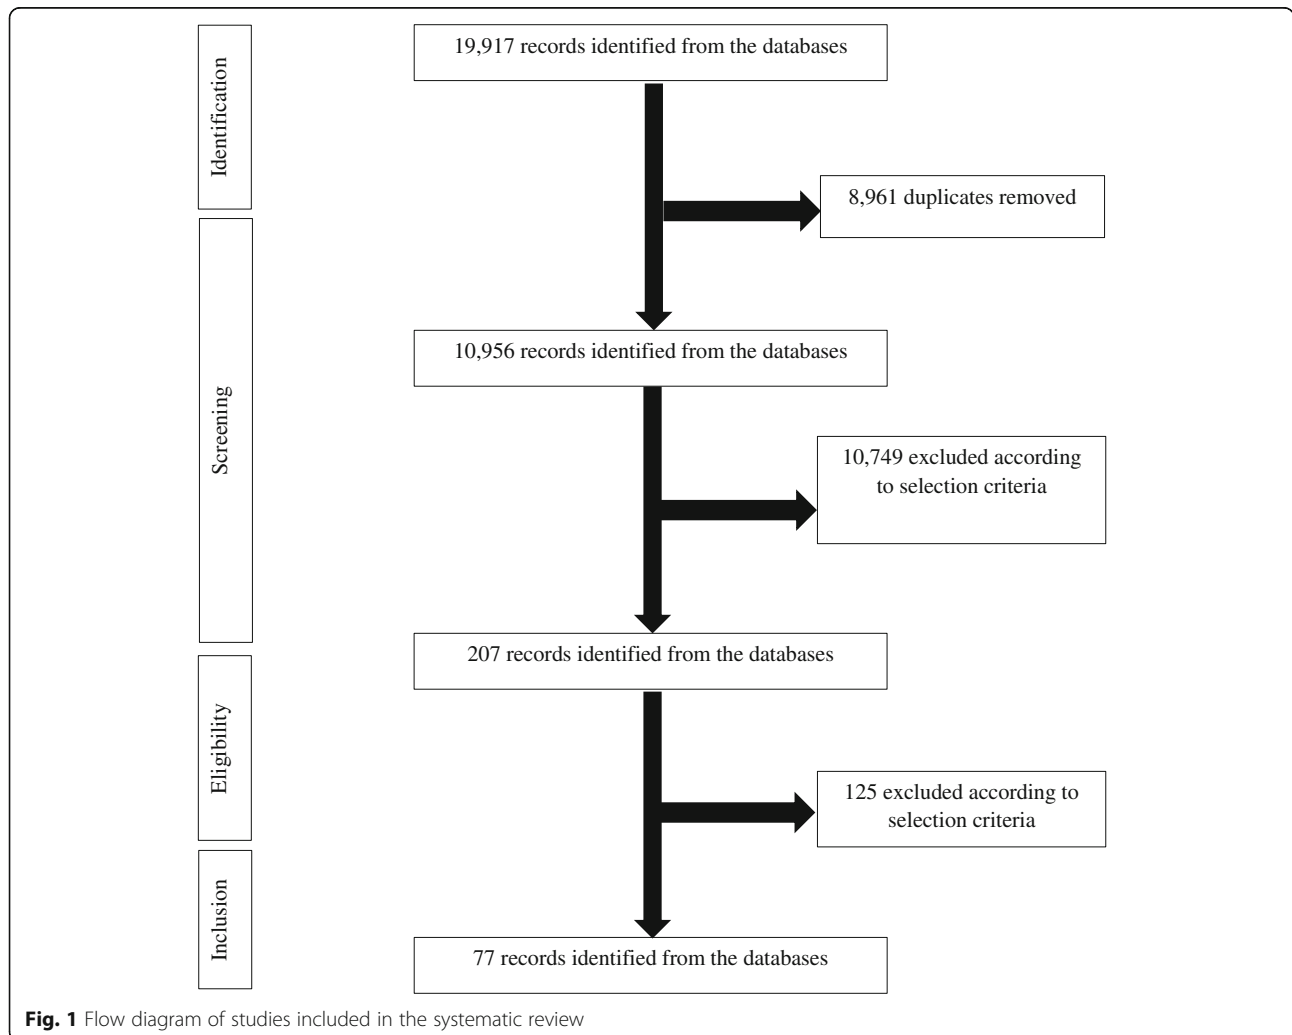 Identification
19,917 records identified from the databases
8,961 duplicates removed
Screening
10,956 records identified from the databases
10,749 excluded according
to selection criteria
207 records identified from the databases
Eligibility
125 excluded according to
selection criteria
Inclusion
77 records identified from the databases
Fig. 1 Flow diagram of studies included in the systematic review